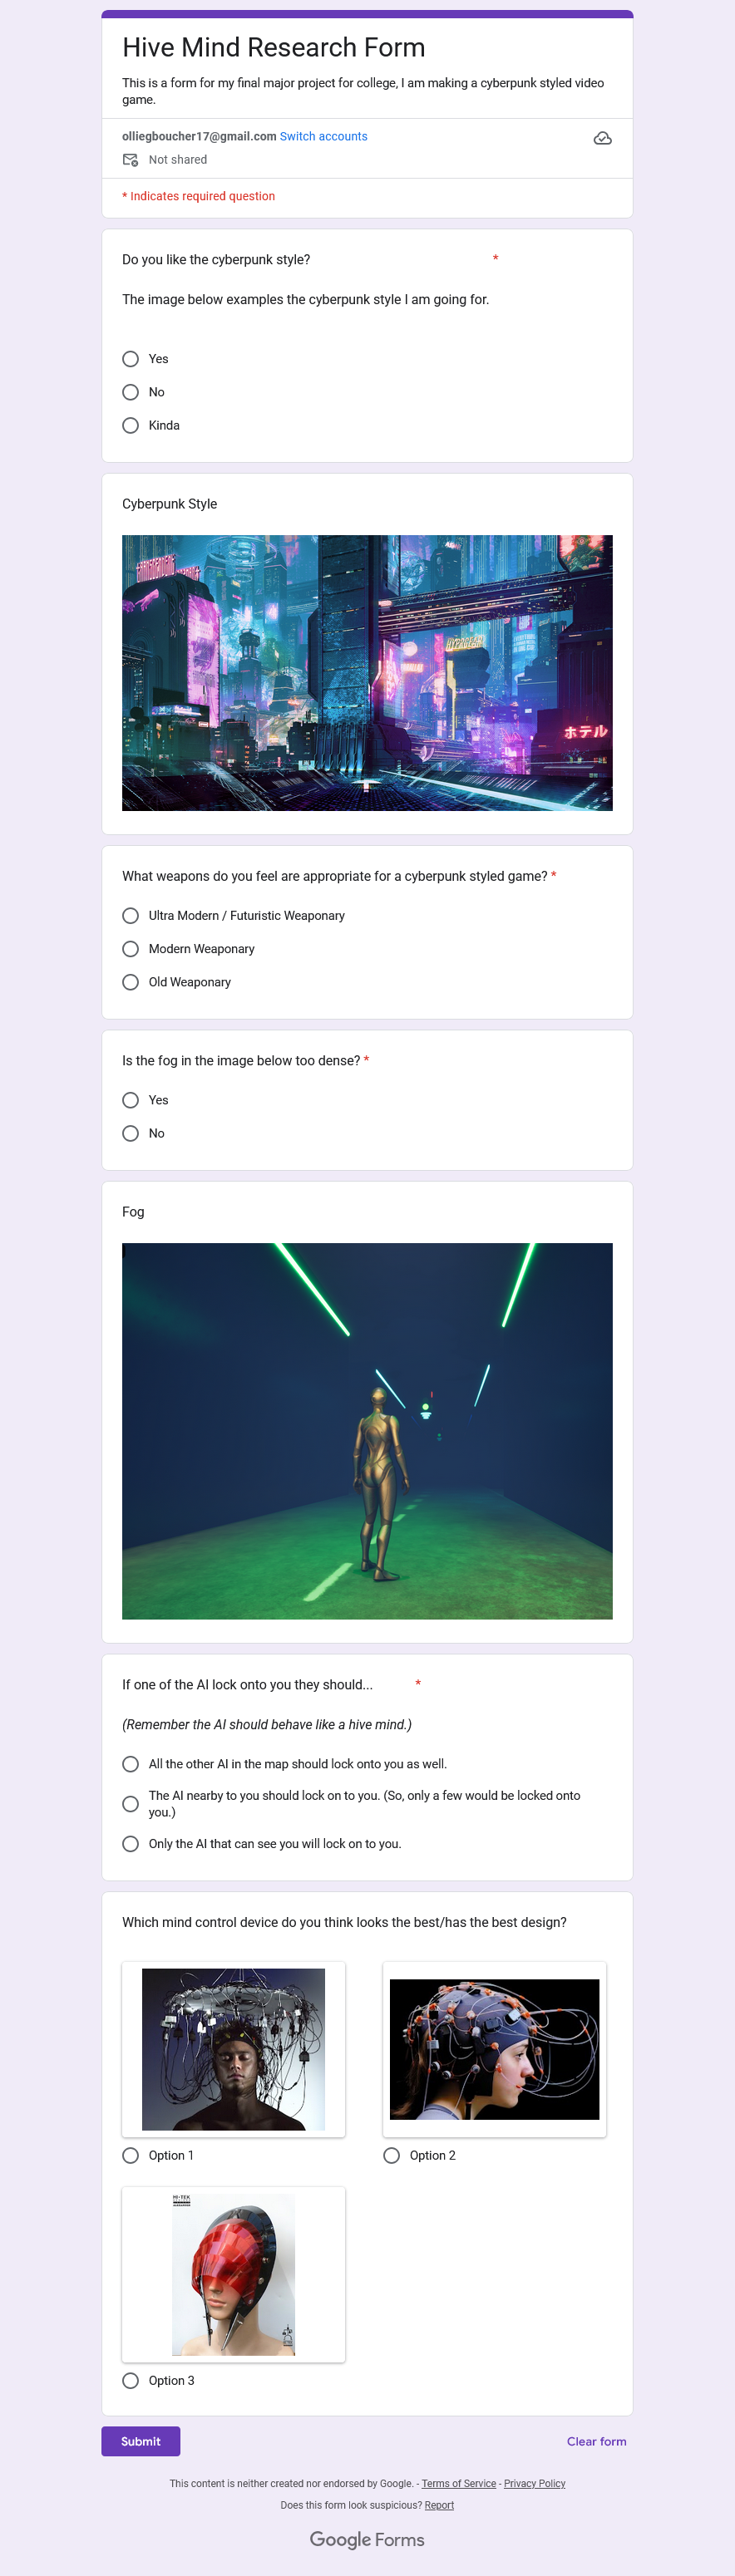 Hive Mind Research Form
This is a form for my final major project for college, I am making a cyberpunk styled video
game.
olliegboucher17@gmail.com Switch accounts
Not shared
* Indicates required question
Do you like the cyberpunk style? *
The image below examples the cyberpunk style I am going for.
Yes
No
Kinda
Cyberpunk Style
ホテル
What weapons do you feel are appropriate for a cyberpunk styled game? *
Ultra Modern / Futuristic Weaponary
Modern Weaponary
Old Weaponary
Is the fog in the image below too dense? *
Yes
No
Fog
If one of the AI lock onto you they should... *
(Remember the AI should behave like a hive mind.)
All the other AI in the map should lock onto you as well.
The AI nearby to you should lock on to you. (So, only a few would be locked onto
you.)
Only the AI that can see you will lock on to you.
Which mind control device do you think looks the best/has the best design?
Option 1
Option 2
HI-TEK
Option 3
Submit
Clear form
This content is neither created nor endorsed by Google. - Terms of Service - Privacy Policy
Does this form look suspicious? Report
Google Forms